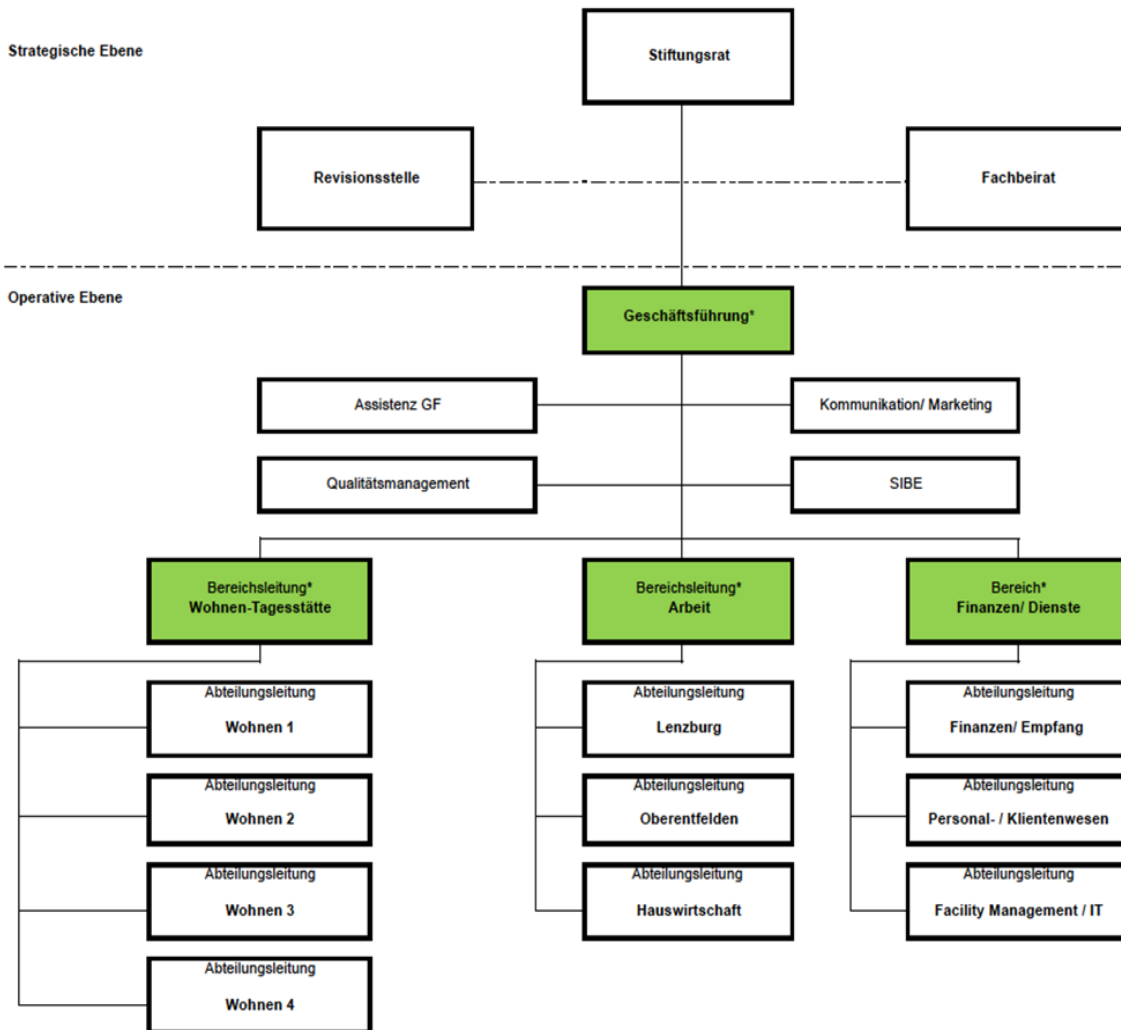 Strategische Ebene
Stiftungsrat
Revisionsstelle
Fachbeirat
Operative Ebene
Geschäftsführung*
Assistenz GF
Kommunikation/ Marketing
Qualitätsmanagement
SIBE
Bereichsleitung*
Wohnen-Tagesstätte
Bereichsleitung*
Arbeit
Bereich*
Finanzen/ Dienste
Abteilungsleitung
Wohnen 1
Abteilungsleitung
Wohnen 2
Abteilungsleitung
Wohnen 3
Abteilungsleitung
Wohnen 4
Abteilungsleitung
Lenzburg
Abteilungsleitung
Oberentfelden
Abteilungsleitung
Hauswirtschaft
Abteilungsleitung
Finanzen/ Empfang
Abteilungsleitung
Personal- / Klientenwesen
Abteilungsleitung
Facility Management / IT